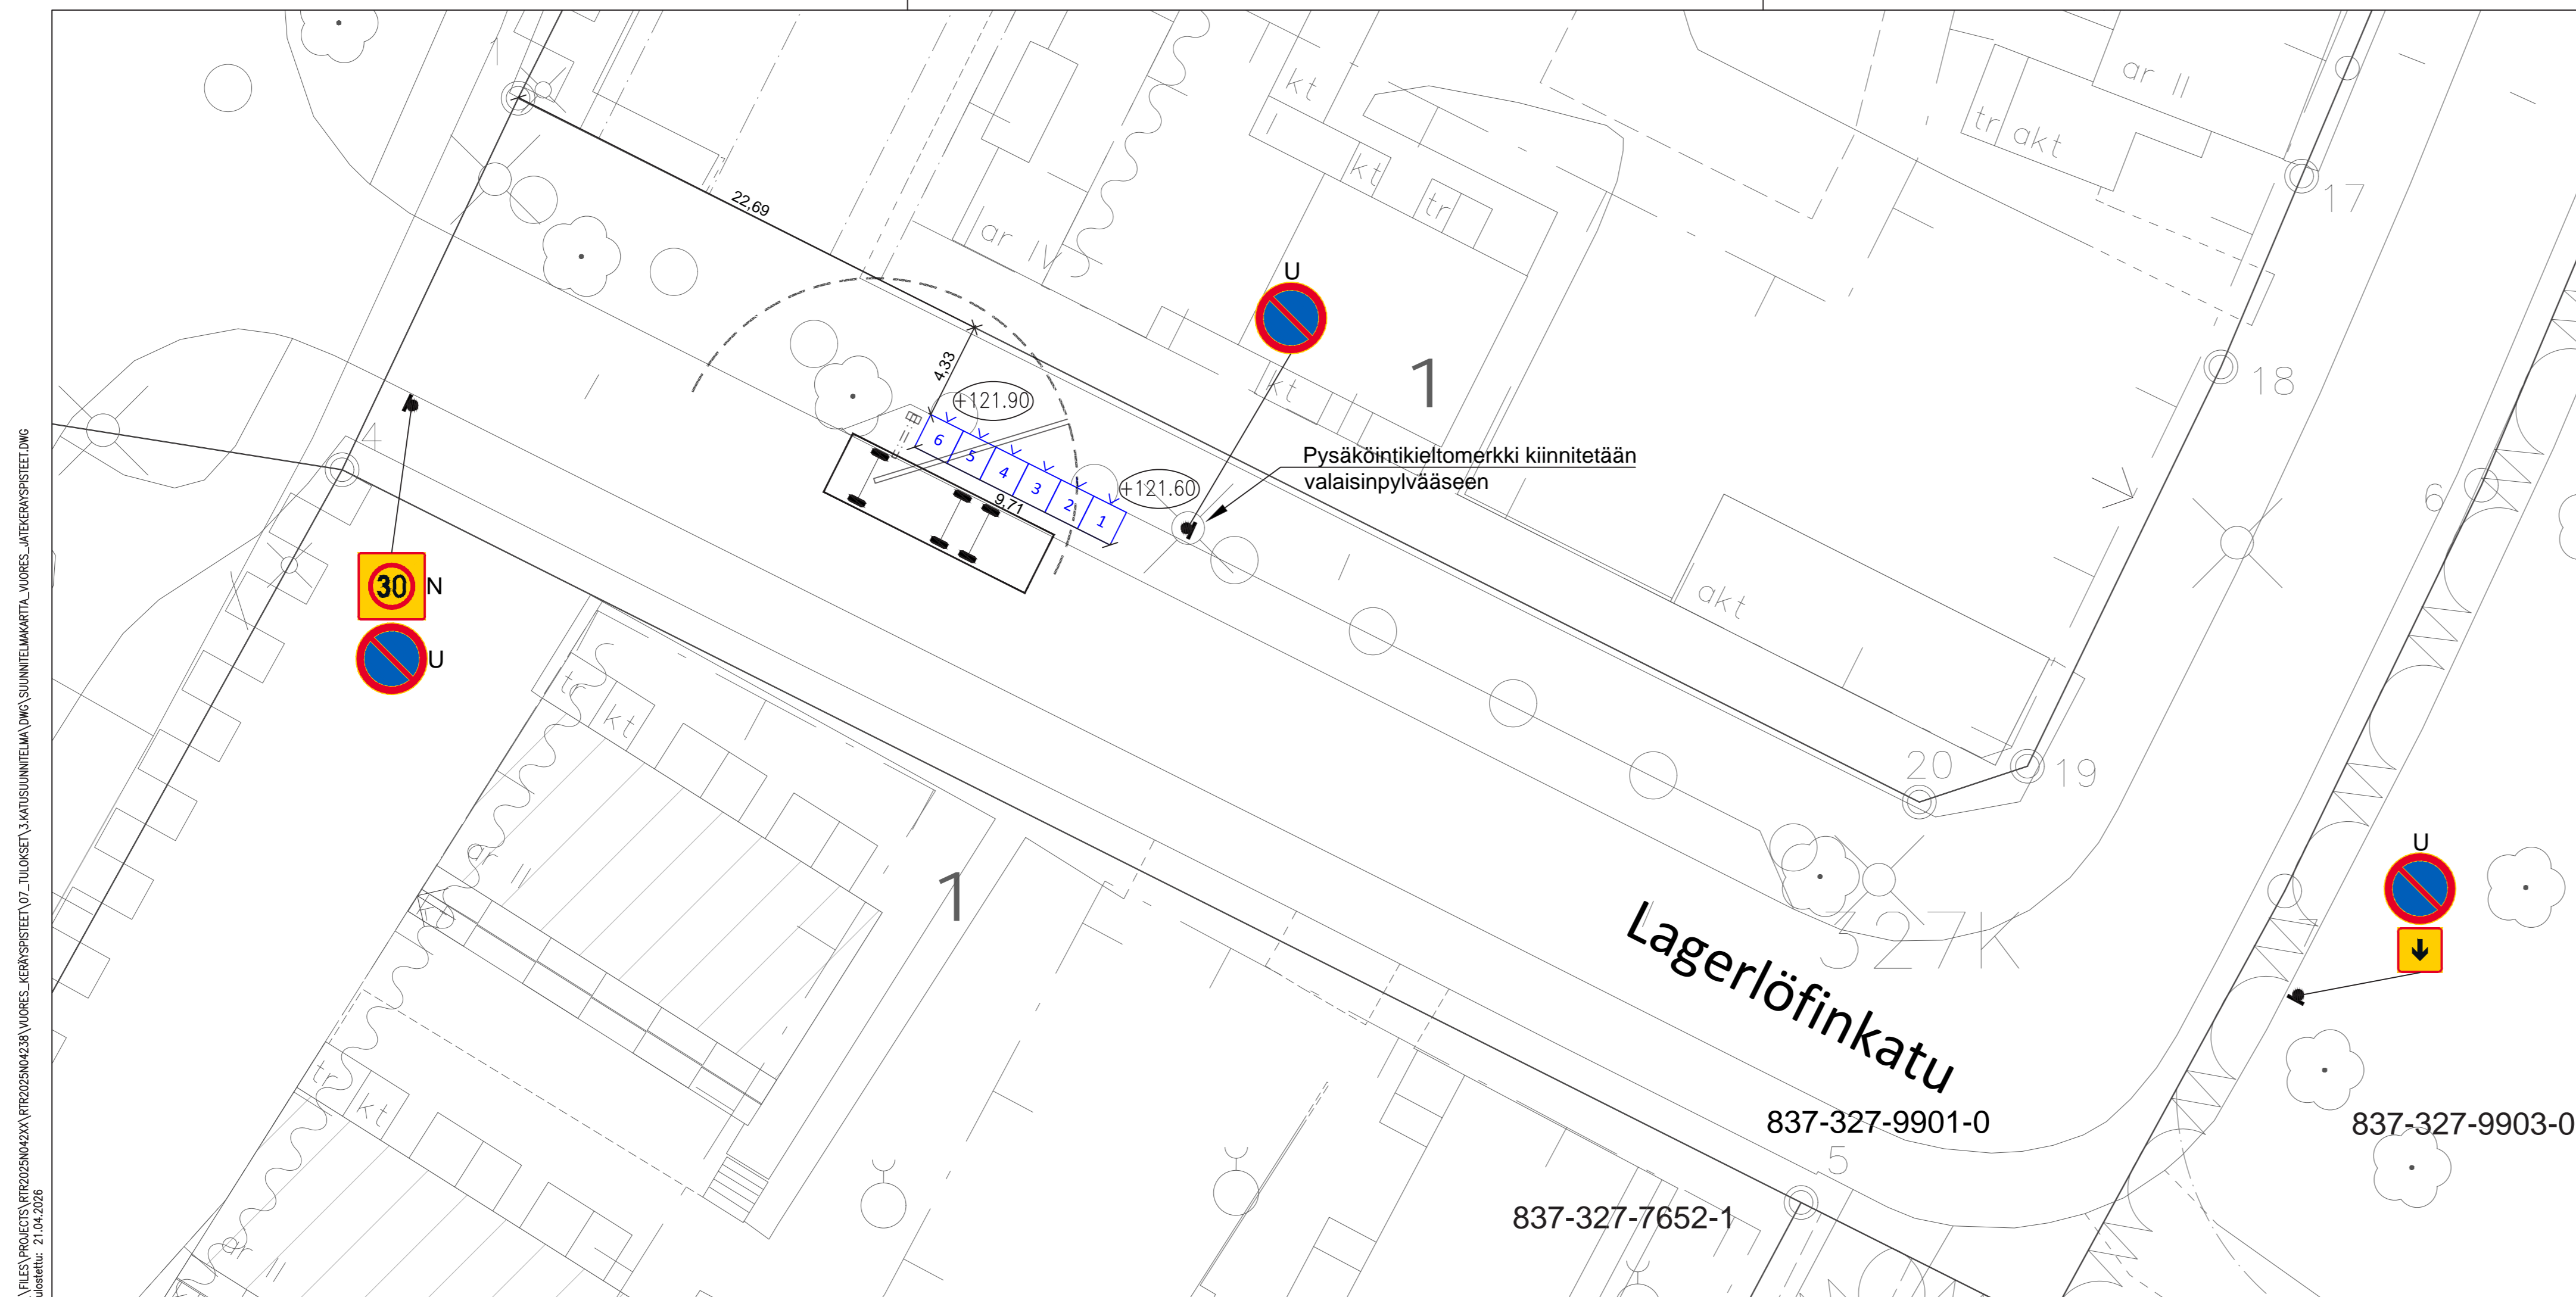 1
22,69
ar IV
kt
kt
tr
ar II
tr
akt
17
U
4,33
+121.90
kt
1
18
4
6
5
4
3
2
1
9,71
+121.60
Pysäköintikieltomerkki kiinnitetään
valaisinpylvääseen
6
30 N
U
akt
tr
kt
20
19
ar II
kt
1
Lagerlöfinkatu
327K
U
7
tr
kt
837-327-9901-0
837-327-9903-0
5
837-327-7652-1
ar II
\FILES\PROJECTS\RTR2025N042XX\RTR2025N04238\VUORES_KERÄYSPISTEET\07_TULOKSET\3.KATUSUUNNITELMA\DWG\SUUNNITELMAKARTTA_VUORES_JATEKERAYSPISTEET.DWG
ulostettu: 21.04.2026